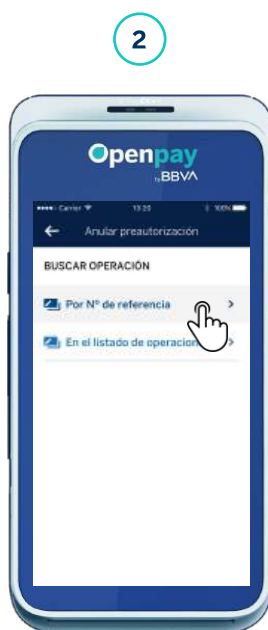 2
Openpay
by BBVA
Carrier 13:20 100%
Anular preautorización
BUSCAR OPERACIÓN
Por Nº de referencia
En el listado de operacion